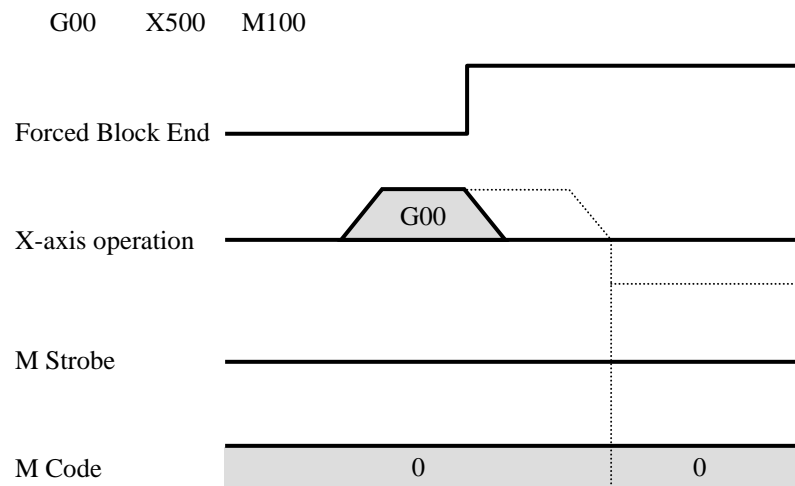 G00 X500 M100
Forced Block End
G00
X-axis operation
M Strobe
M Code 0 0